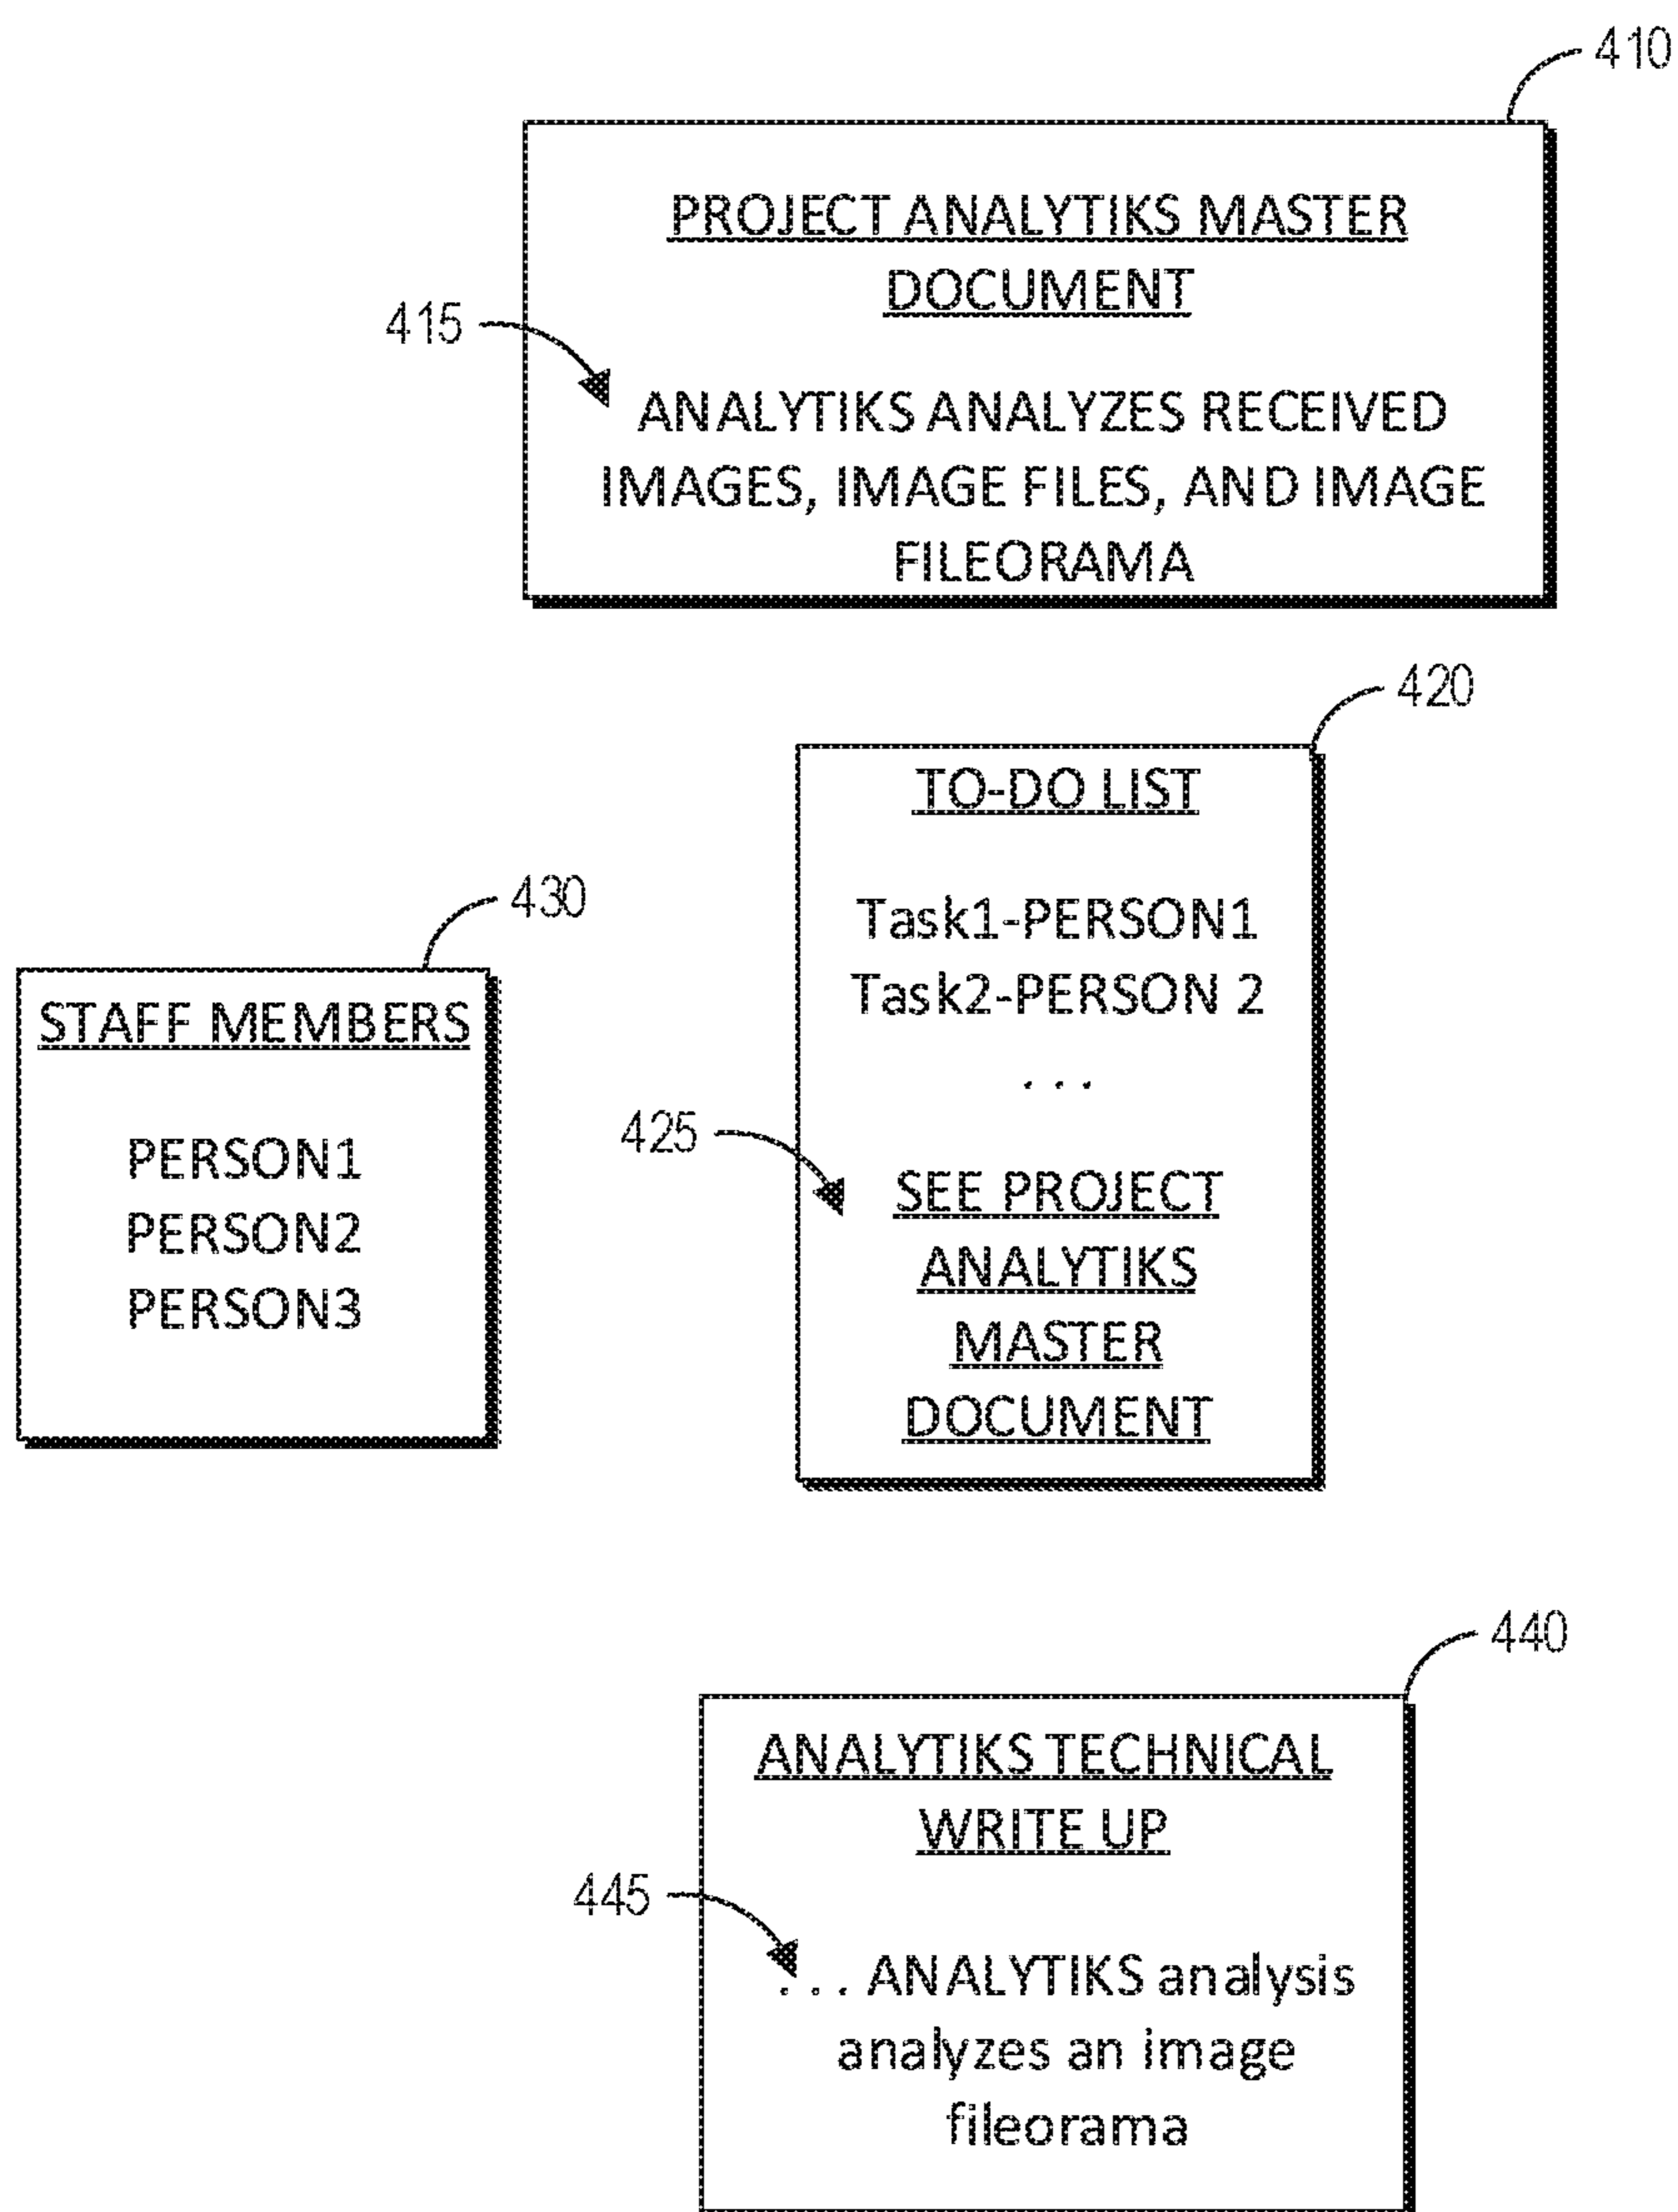 410
PROJECT ANALYTIKS MASTER
DOCUMENT
415
ANALYTIKS ANALYZES RECEIVED
IMAGES, IMAGE FILES, AND IMAGE
FILEORAMA
420
TO-DO LIST
Task1-PERSON1
Task2-PERSON 2
. . .
425
SEE PROJECT
ANALYTIKS
MASTER
DOCUMENT
430
STAFF MEMBERS
PERSON1
PERSON2
PERSON3
440
ANALYTIKS TECHNICAL
WRITE UP
445
. . . ANALYTIKS analysis
analyzes an image
fileorama